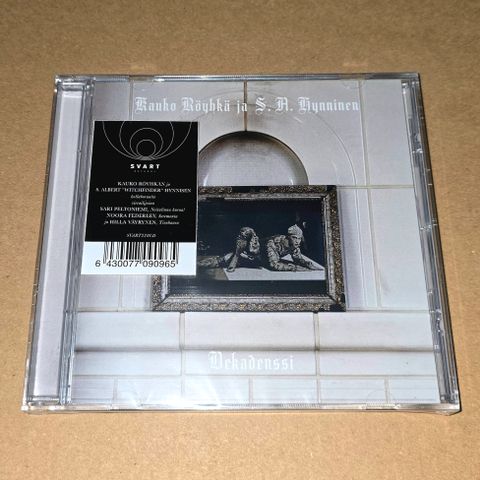 Kauko Röyhkä ja S. A. Hynninen
SVART
RECORDS
KAUKO RÖYHKÄN ja
S. ALBERT "WITCHFINDER" HYNNISEN
SARI PELTONIEMI,
NOORA FEDERLEY,
ja HILLA VÄYRYNEN,
6 430077 090965
Dekadenssi